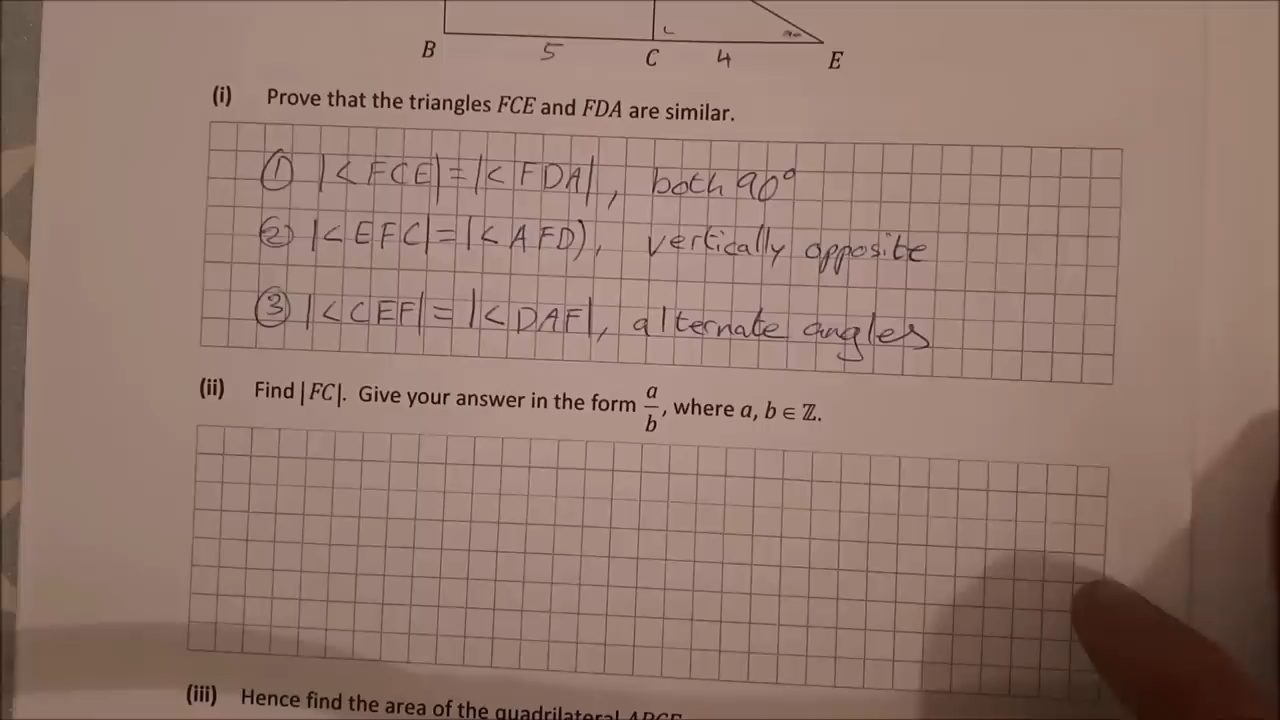 B 5 C 4 E
(i) Prove that the triangles FCE and FDA are similar.
① |<FCE|=|<FDA|, both 90°
② |<EFC|=|<AFD), vertically opposite
③ |<CEF|=|<DAF|, alternate angles
(ii) Find |FC|. Give your answer in the form a/b, where a, b ∈ ℤ.
(iii) Hence find the area of the quadrilateral ABCF